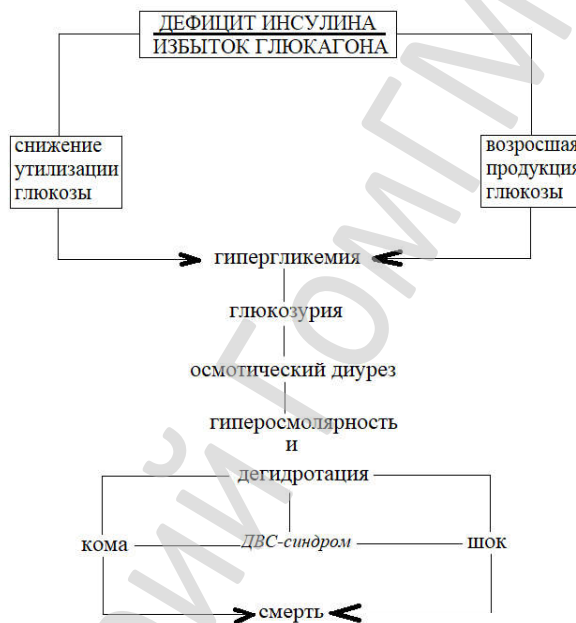 ДЕФИЦИТ ИНСУЛИНА
ИЗБЫТОК ГЛЮКАГОНА
снижение
утилизации
глюкозы
возросшая
продукция
глюкозы
гипергликемия
глюкозурия
осмотический диурез
гиперосмолярность
и
дегидротация
кома
ДВС-синдром
шок
смерть